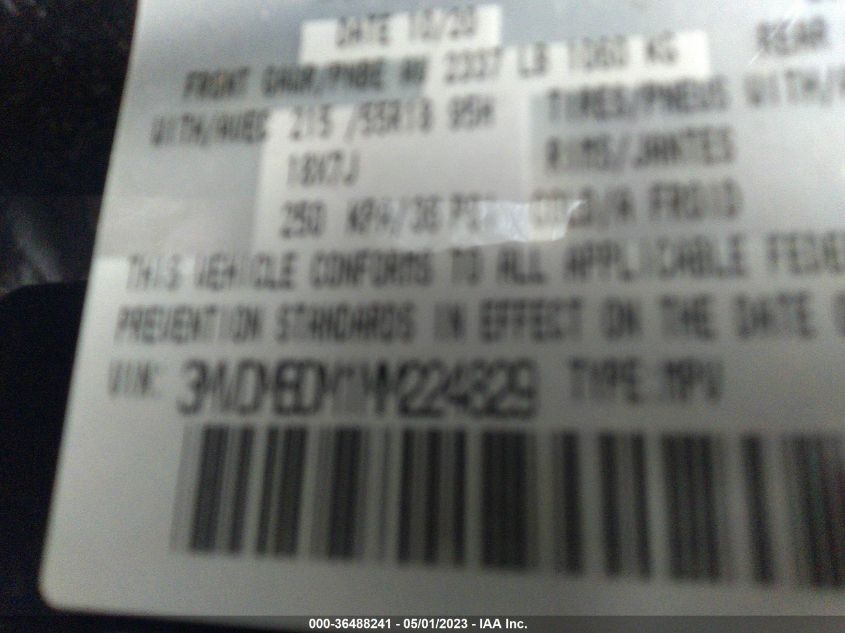 DATE 10/20
FRONT GAWR/PNBE AV 2337 LB 1060 KG REAR
WITH/AVEC 215 /55R18 95H TIRES/PNEUS WITH/
18X7J RIMS/JANTES
250 KPA/36 PSI COLD/A FROID
THIS VEHICLE CONFORMS TO ALL APPLICABLE FEDE
PREVENTION STANDARDS IN EFFECT ON THE DATE
VIN: TYPE:MPV
000-36488241 - 05/01/2023 - IAA Inc.